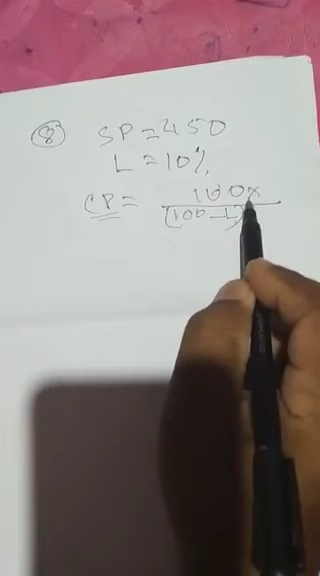 8
SP = 450
L = 10%
CP = 100 ×
(100 - L)